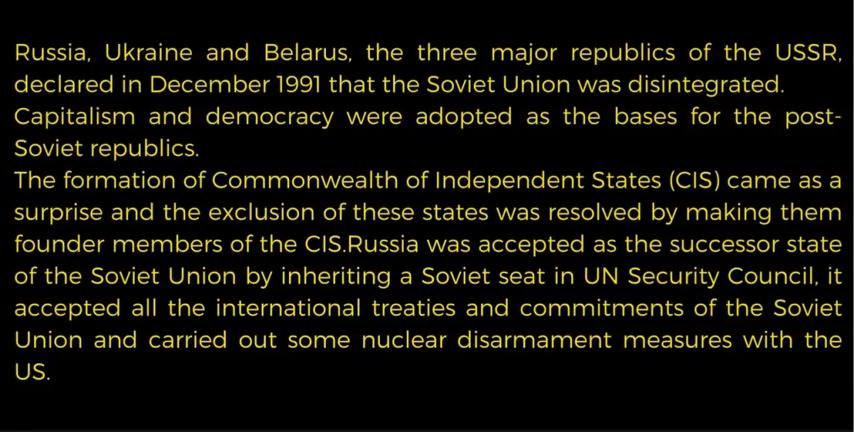 Russia, Ukraine and Belarus, the three major republics of the USSR,
declared in December 1991 that the Soviet Union was disintegrated.
Capitalism and democracy were adopted as the bases for the post-
Soviet republics.
The formation of Commonwealth of Independent States (CIS) came as a
surprise and the exclusion of these states was resolved by making them
founder members of the CIS.Russia was accepted as the successor state
of the Soviet Union by inheriting a Soviet seat in UN Security Council, it
accepted all the international treaties and commitments of the Soviet
Union and carried out some nuclear disarmament measures with the
US.